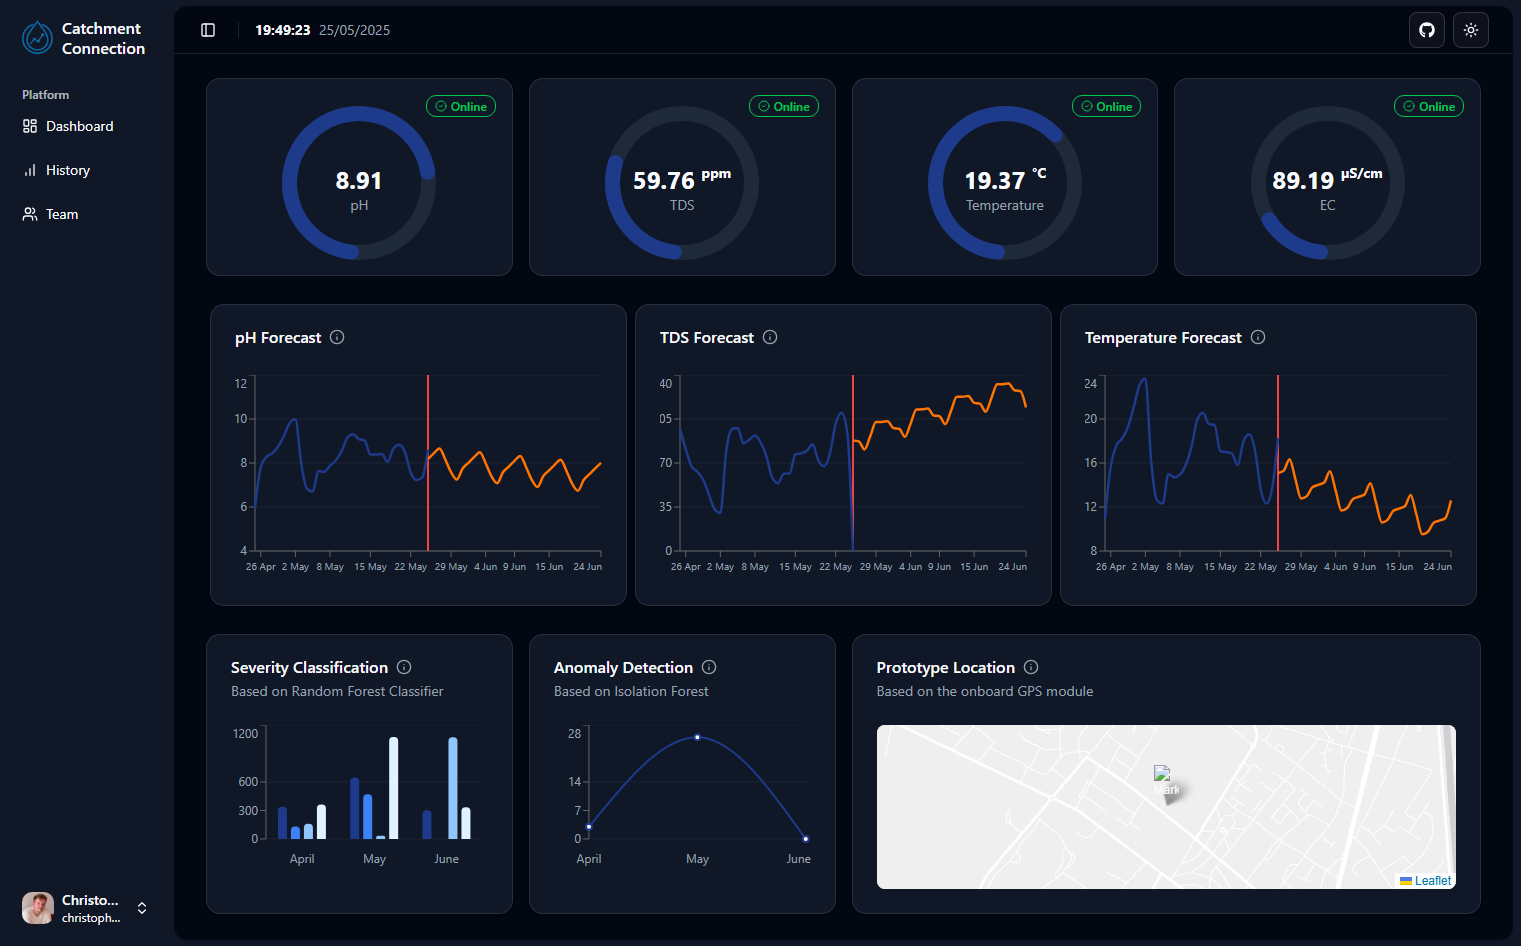 Catchment
Connection
19:49:23 25/05/2025
Platform
Dashboard
History
Team
Online
8.91
pH
Online
59.76 ppm
TDS
Online
19.37 °C
Temperature
Online
89.19 µS/cm
EC
pH Forecast
12
10
8
6
4
26 Apr 2 May 8 May 15 May 22 May 29 May 4 Jun 9 Jun 15 Jun 24 Jun
TDS Forecast
40
05
70
35
0
26 Apr 2 May 8 May 15 May 22 May 29 May 4 Jun 9 Jun 15 Jun 24 Jun
Temperature Forecast
24
20
16
12
8
26 Apr 2 May 8 May 15 May 22 May 29 May 4 Jun 9 Jun 15 Jun 24 Jun
Severity Classification
Based on Random Forest Classifier
1200
600
300
0
April May June
Anomaly Detection
Based on Isolation Forest
28
14
7
0
April May June
Prototype Location
Based on the onboard GPS module
Mark
Leaflet
Christo...
christoph...